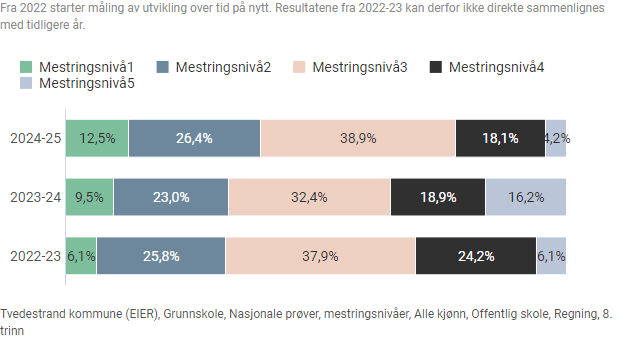 Fra 2022 starter måling av utvikling over tid på nytt. Resultatene fra 2022-23 kan derfor ikke direkte sammenlignes
med tidligere år.
Mestringsnivå1 Mestringsnivå2 Mestringsnivå3 Mestringsnivå4
Mestringsnivå5
2024-25 12,5% 26,4% 38,9% 18,1% 4,2%
2023-24 9,5% 23,0% 32,4% 18,9% 16,2%
2022-23 6,1% 25,8% 37,9% 24,2% 6,1%
Tvedestrand kommune (EIER), Grunnskole, Nasjonale prøver, mestringsnivåer, Alle kjønn, Offentlig skole, Regning, 8.
trinn